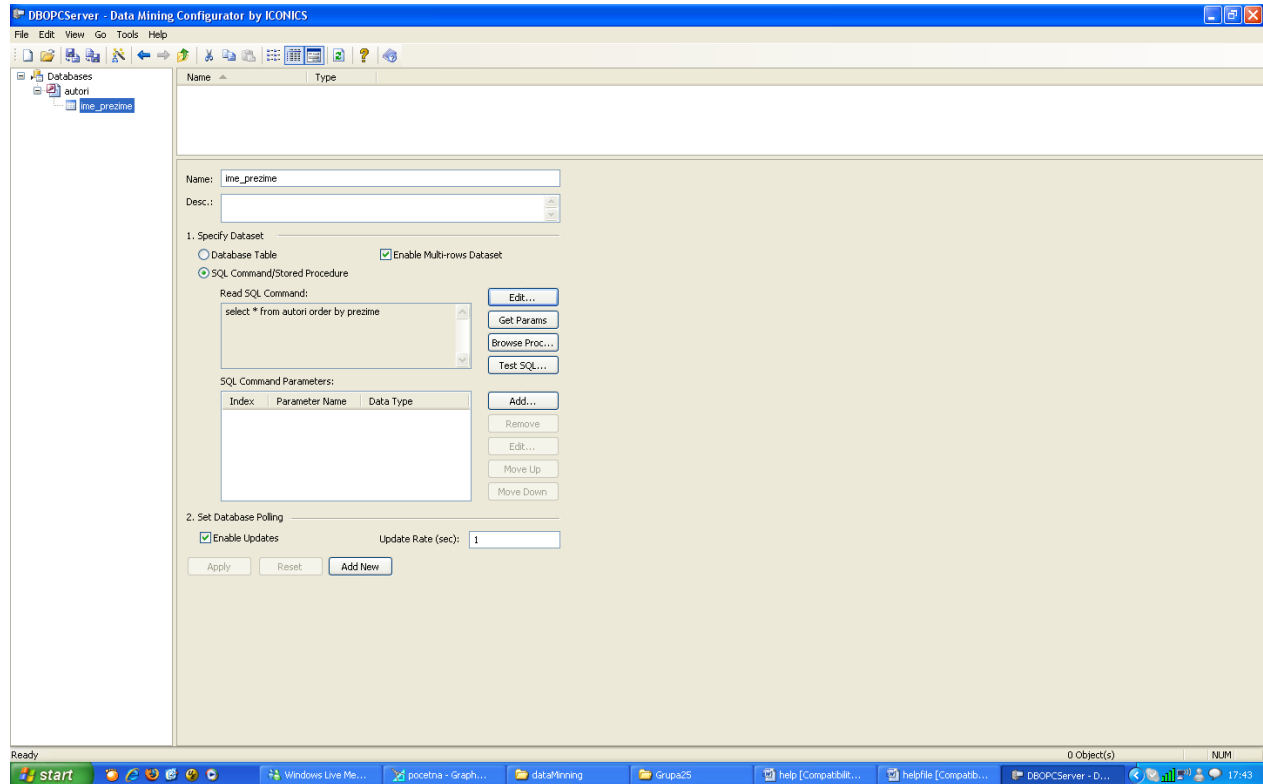 DBOPCServer - Data Mining Configurator by ICONICS
File Edit View Go Tools Help
Databases
autori
ime_prezime
Name Type
Name: ime_prezime
Desc.:
1. Specify Dataset
Database Table Enable Multi-rows Dataset
SQL Command/Stored Procedure
Read SQL Command:
select * from autori order by prezime
Edit...
Get Params
Browse Proc...
Test SQL...
SQL Command Parameters:
Index Parameter Name Data Type
Add...
Remove
Edit...
Move Up
Move Down
2. Set Database Polling
Enable Updates Update Rate (sec): 1
Apply Reset Add New
Ready 0 Object(s) NUM
start Windows Live Me... pocetna - Graph... dataMinning Grupa25 help [Compatibilit... helpfile [Compatib... DBOPCServer - D... 17:43